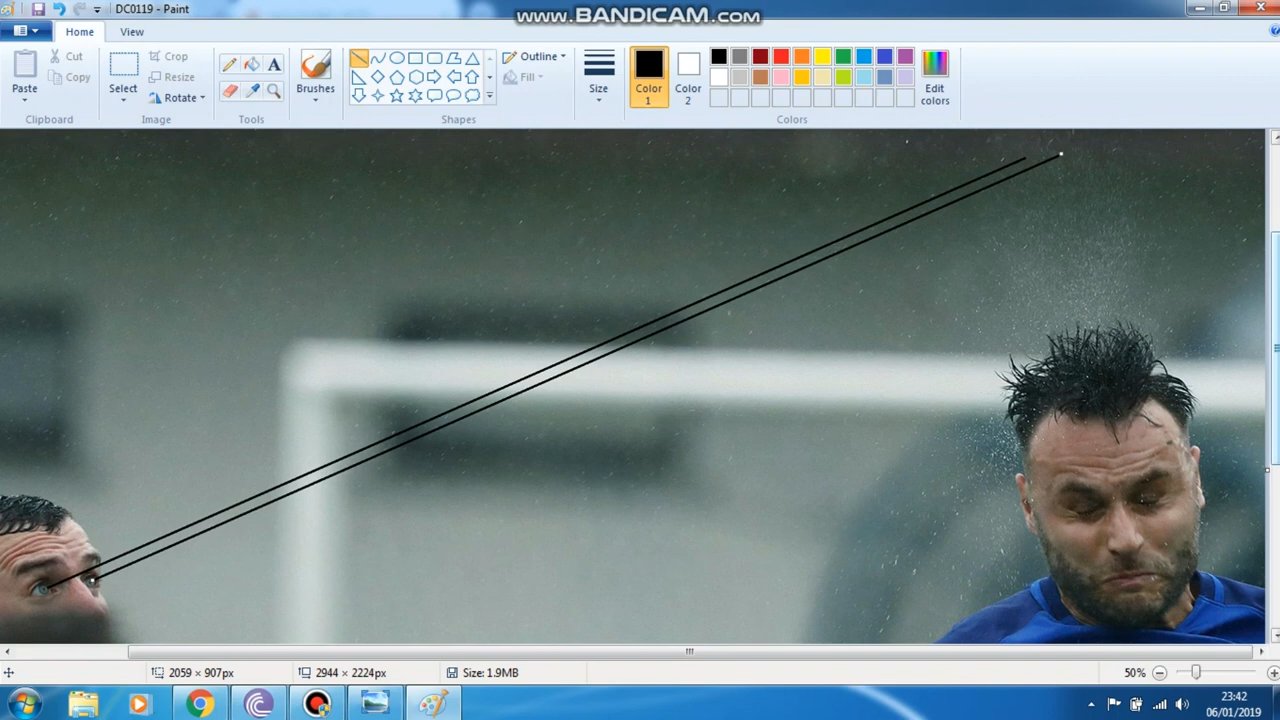 DC0119 - Paint
www.BANDICAM.com
Home
View
Paste
Cut
Copy
Clipboard
Select
Crop
Resize
Rotate
Image
A
Tools
Brushes
Shapes
Outline
Fill
Size
Color
1
Color
2
Edit
colors
Colors
2059 × 907px
2944 × 2224px
Size: 1.9MB
50%
23:42
06/01/2019